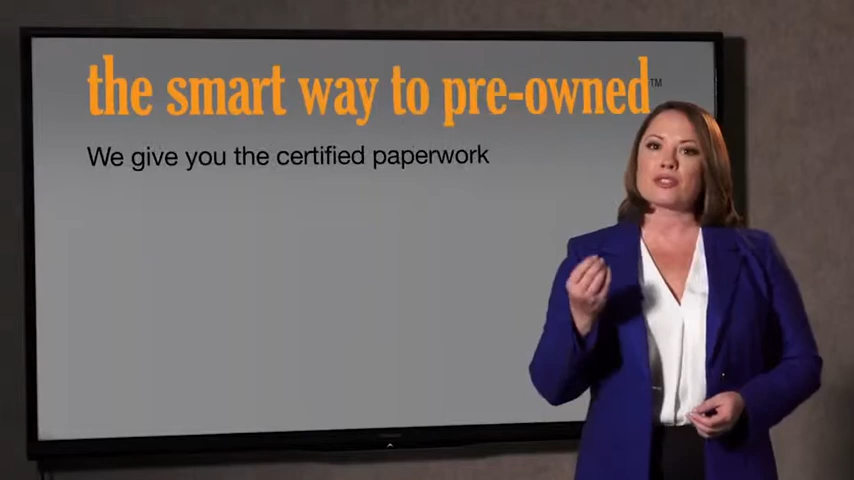 the smart way to pre-owned™
We give you the certified paperwork